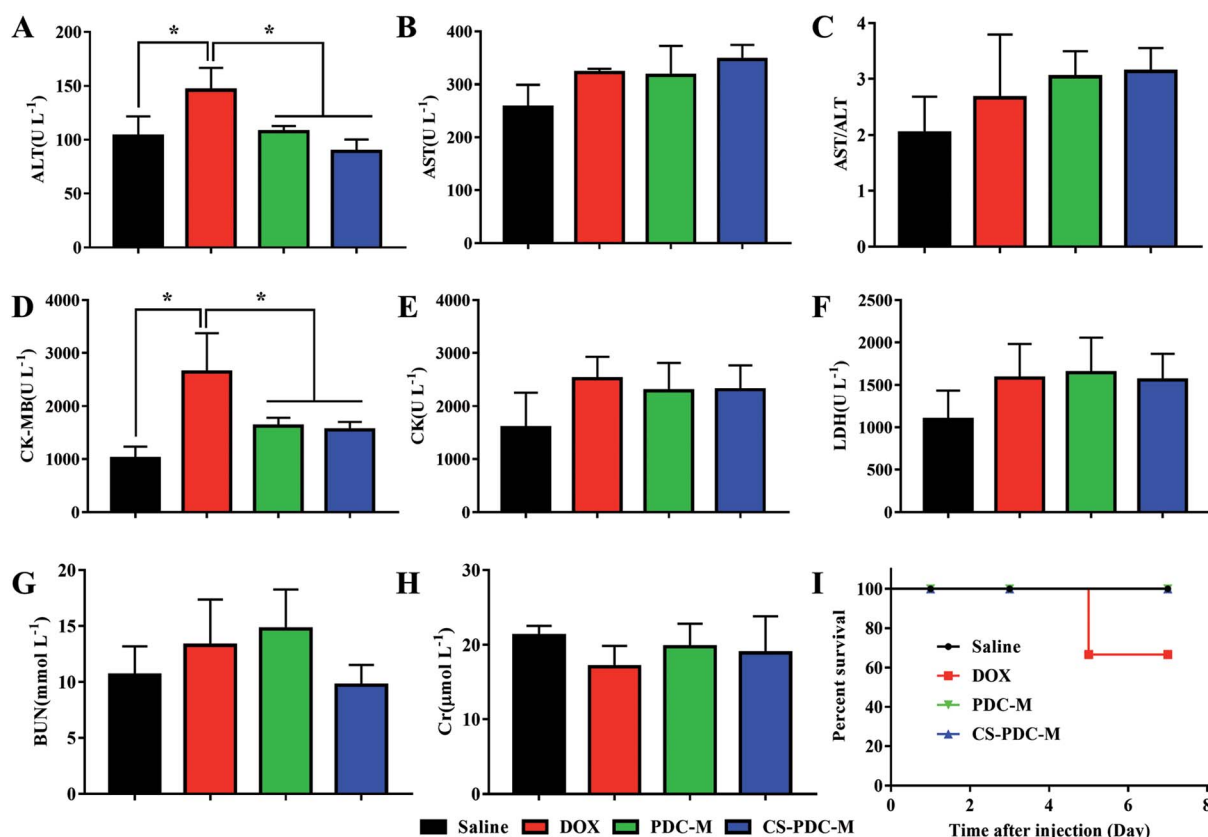 A
ALT(U L-1)
200
150
100
50
0
*
*
B
AST(U L-1)
400
300
200
100
0
C
AST/ALT
4
3
2
1
0
D
CK-MB(U L-1)
4000
3000
2000
1000
0
*
*
E
CK(U L-1)
4000
3000
2000
1000
0
F
LDH(U L-1)
2500
2000
1500
1000
500
0
G
BUN(mmol L-1)
20
15
10
5
0
H
Cr(μmol L-1)
30
20
10
0
I
Percent survival
100
80
60
40
20
0
Saline
DOX
PDC-M
CS-PDC-M
0 2 4 6 8
Time after injection (Day)
Saline DOX PDC-M CS-PDC-M